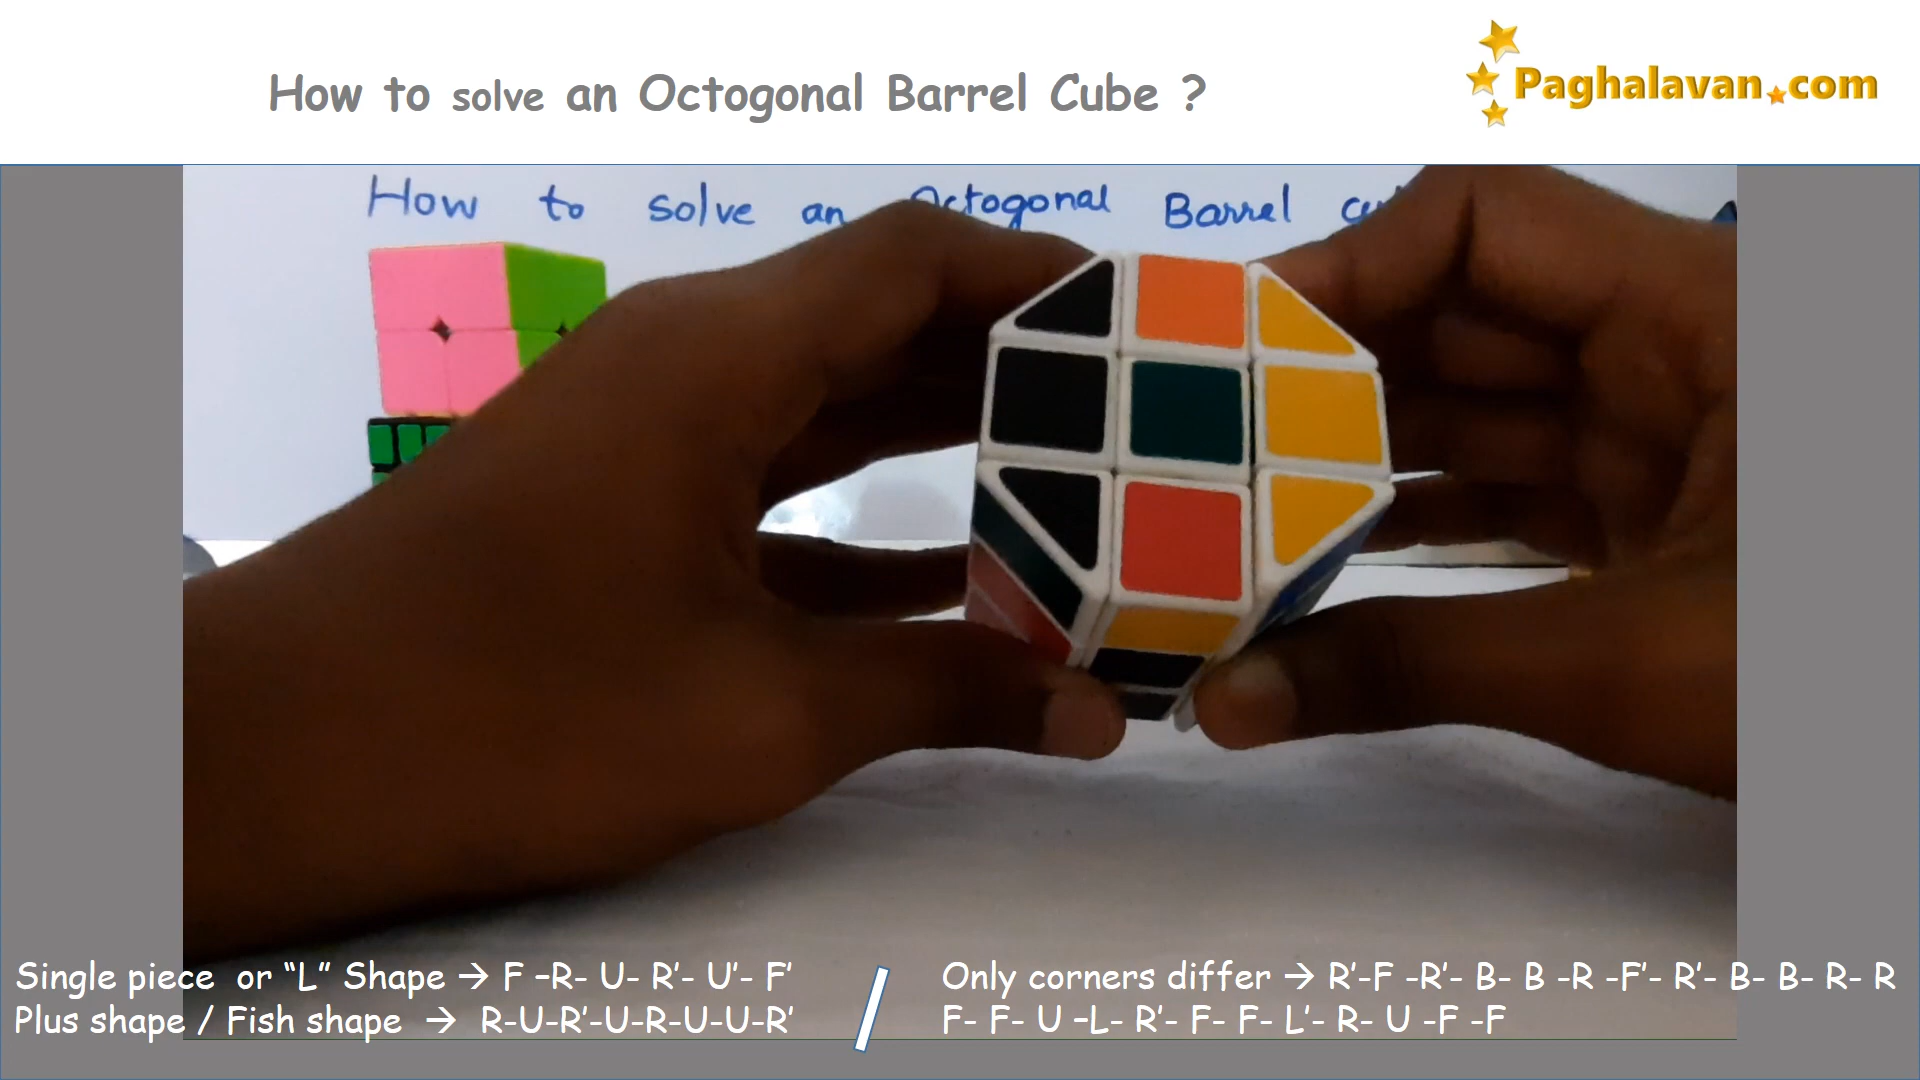 How to solve an Octogonal Barrel Cube ?
Paghalavan.com
How to solve an Octogonal Barrel
Single piece or “L” Shape → F –R- U- R’- U’- F’
Plus shape / Fish shape → R-U-R’-U-R-U-U-R’
Only corners differ → R’-F -R’- B- B -R -F’- R’- B- B- R- R
F- F- U –L- R’- F- F- L’- R- U -F -F